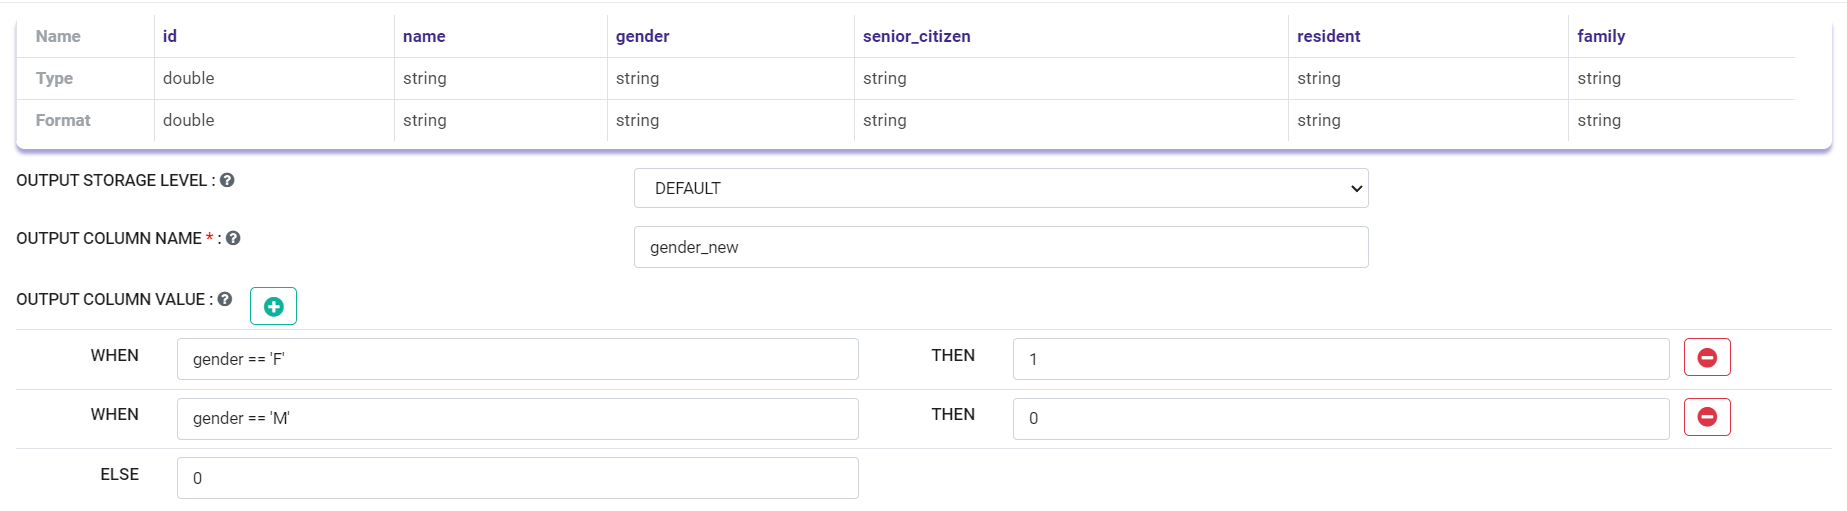 Name id name gender senior_citizen resident family
Type double string string string string string
Format double string string string string string
OUTPUT STORAGE LEVEL : DEFAULT
OUTPUT COLUMN NAME * : gender_new
OUTPUT COLUMN VALUE :
WHEN gender == 'F' THEN 1
WHEN gender == 'M' THEN 0
ELSE 0